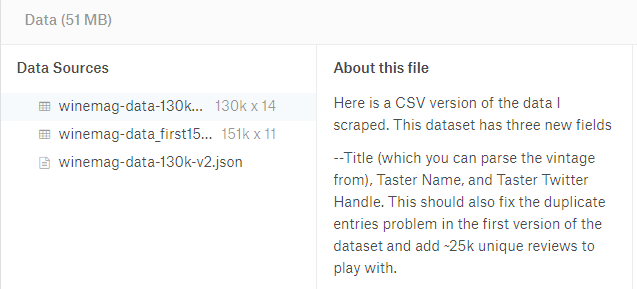 Data (51 MB)
Data Sources
winemag-data-130k... 130k x 14
winemag-data_first15... 151k x 11
winemag-data-130k-v2.json
About this file
Here is a CSV version of the data I
scraped. This dataset has three new fields
--Title (which you can parse the vintage
from), Taster Name, and Taster Twitter
Handle. This should also fix the duplicate
entries problem in the first version of the
dataset and add ~25k unique reviews to
play with.